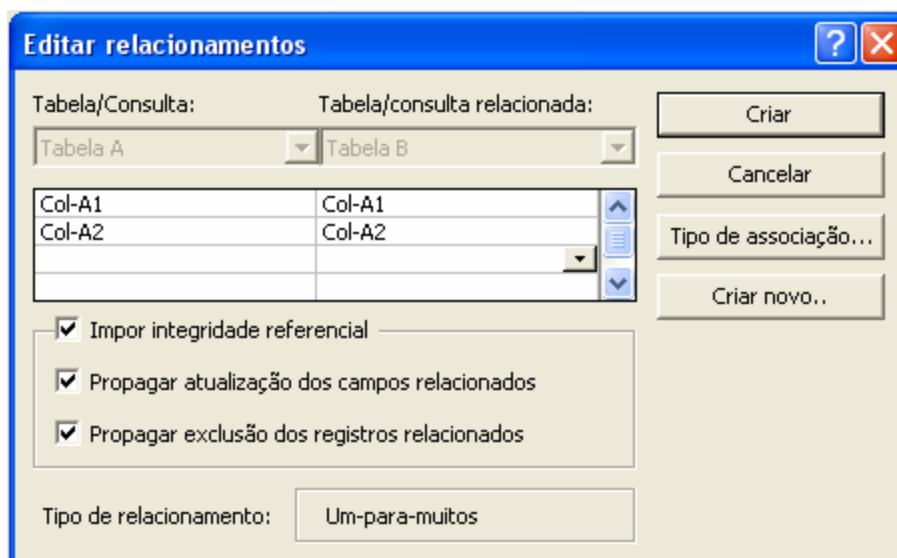 Editar relacionamentos
Tabela/Consulta: Tabela/consulta relacionada:
Tabela A Tabela B
Col-A1 Col-A1
Col-A2 Col-A2
Impor integridade referencial
Propagar atualização dos campos relacionados
Propagar exclusão dos registros relacionados
Tipo de relacionamento: Um-para-muitos
Criar
Cancelar
Tipo de associação...
Criar novo..